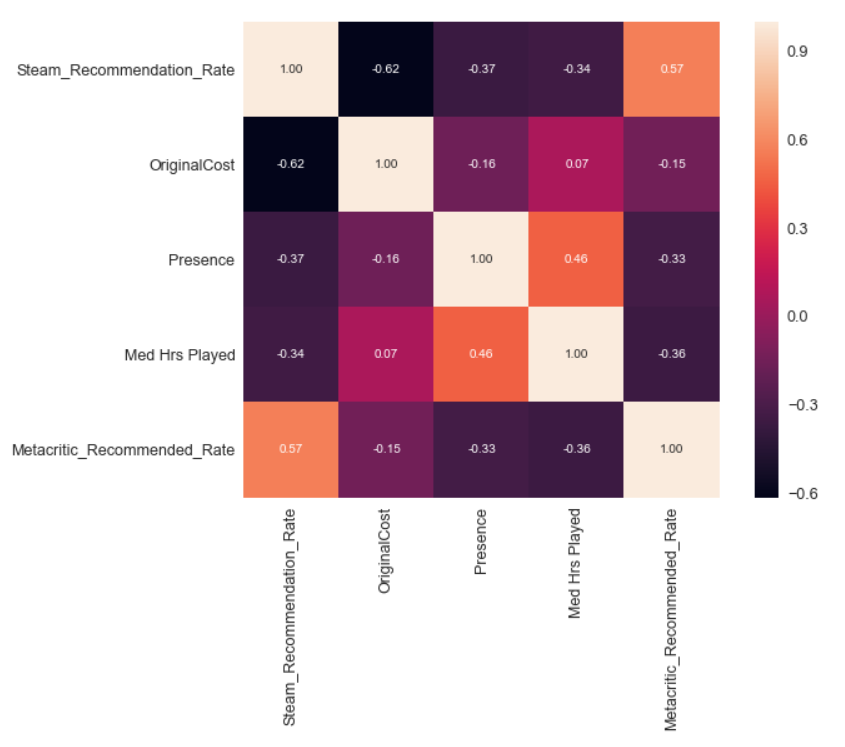 Steam_Recommendation_Rate 1.00 -0.62 -0.37 -0.34 0.57
OriginalCost -0.62 1.00 -0.16 0.07 -0.15
Presence -0.37 -0.16 1.00 0.46 -0.33
Med Hrs Played -0.34 0.07 0.46 1.00 -0.36
Metacritic_Recommended_Rate 0.57 -0.15 -0.33 -0.36 1.00
Steam_Recommendation_Rate
OriginalCost
Presence
Med Hrs Played
Metacritic_Recommended_Rate
0.9
0.6
0.3
0.0
−0.3
−0.6